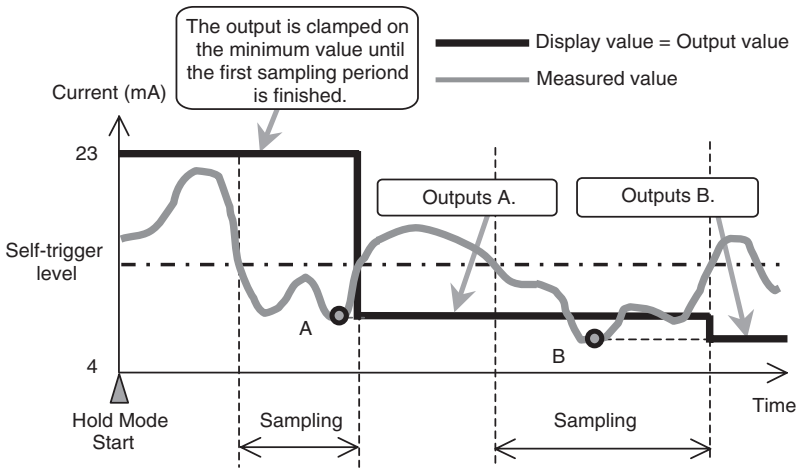 The output is clamped on
the minimum value until
the first sampling periond
is finished.
Display value = Output value
Measured value
Current (mA)
23
Outputs A.
Outputs B.
Self-trigger
level
A
B
4
Hold Mode
Start
Sampling
Sampling
Time